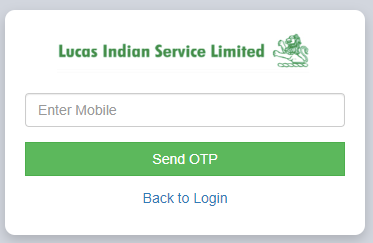 Lucas Indian Service Limited
Enter Mobile
Send OTP
Back to Login